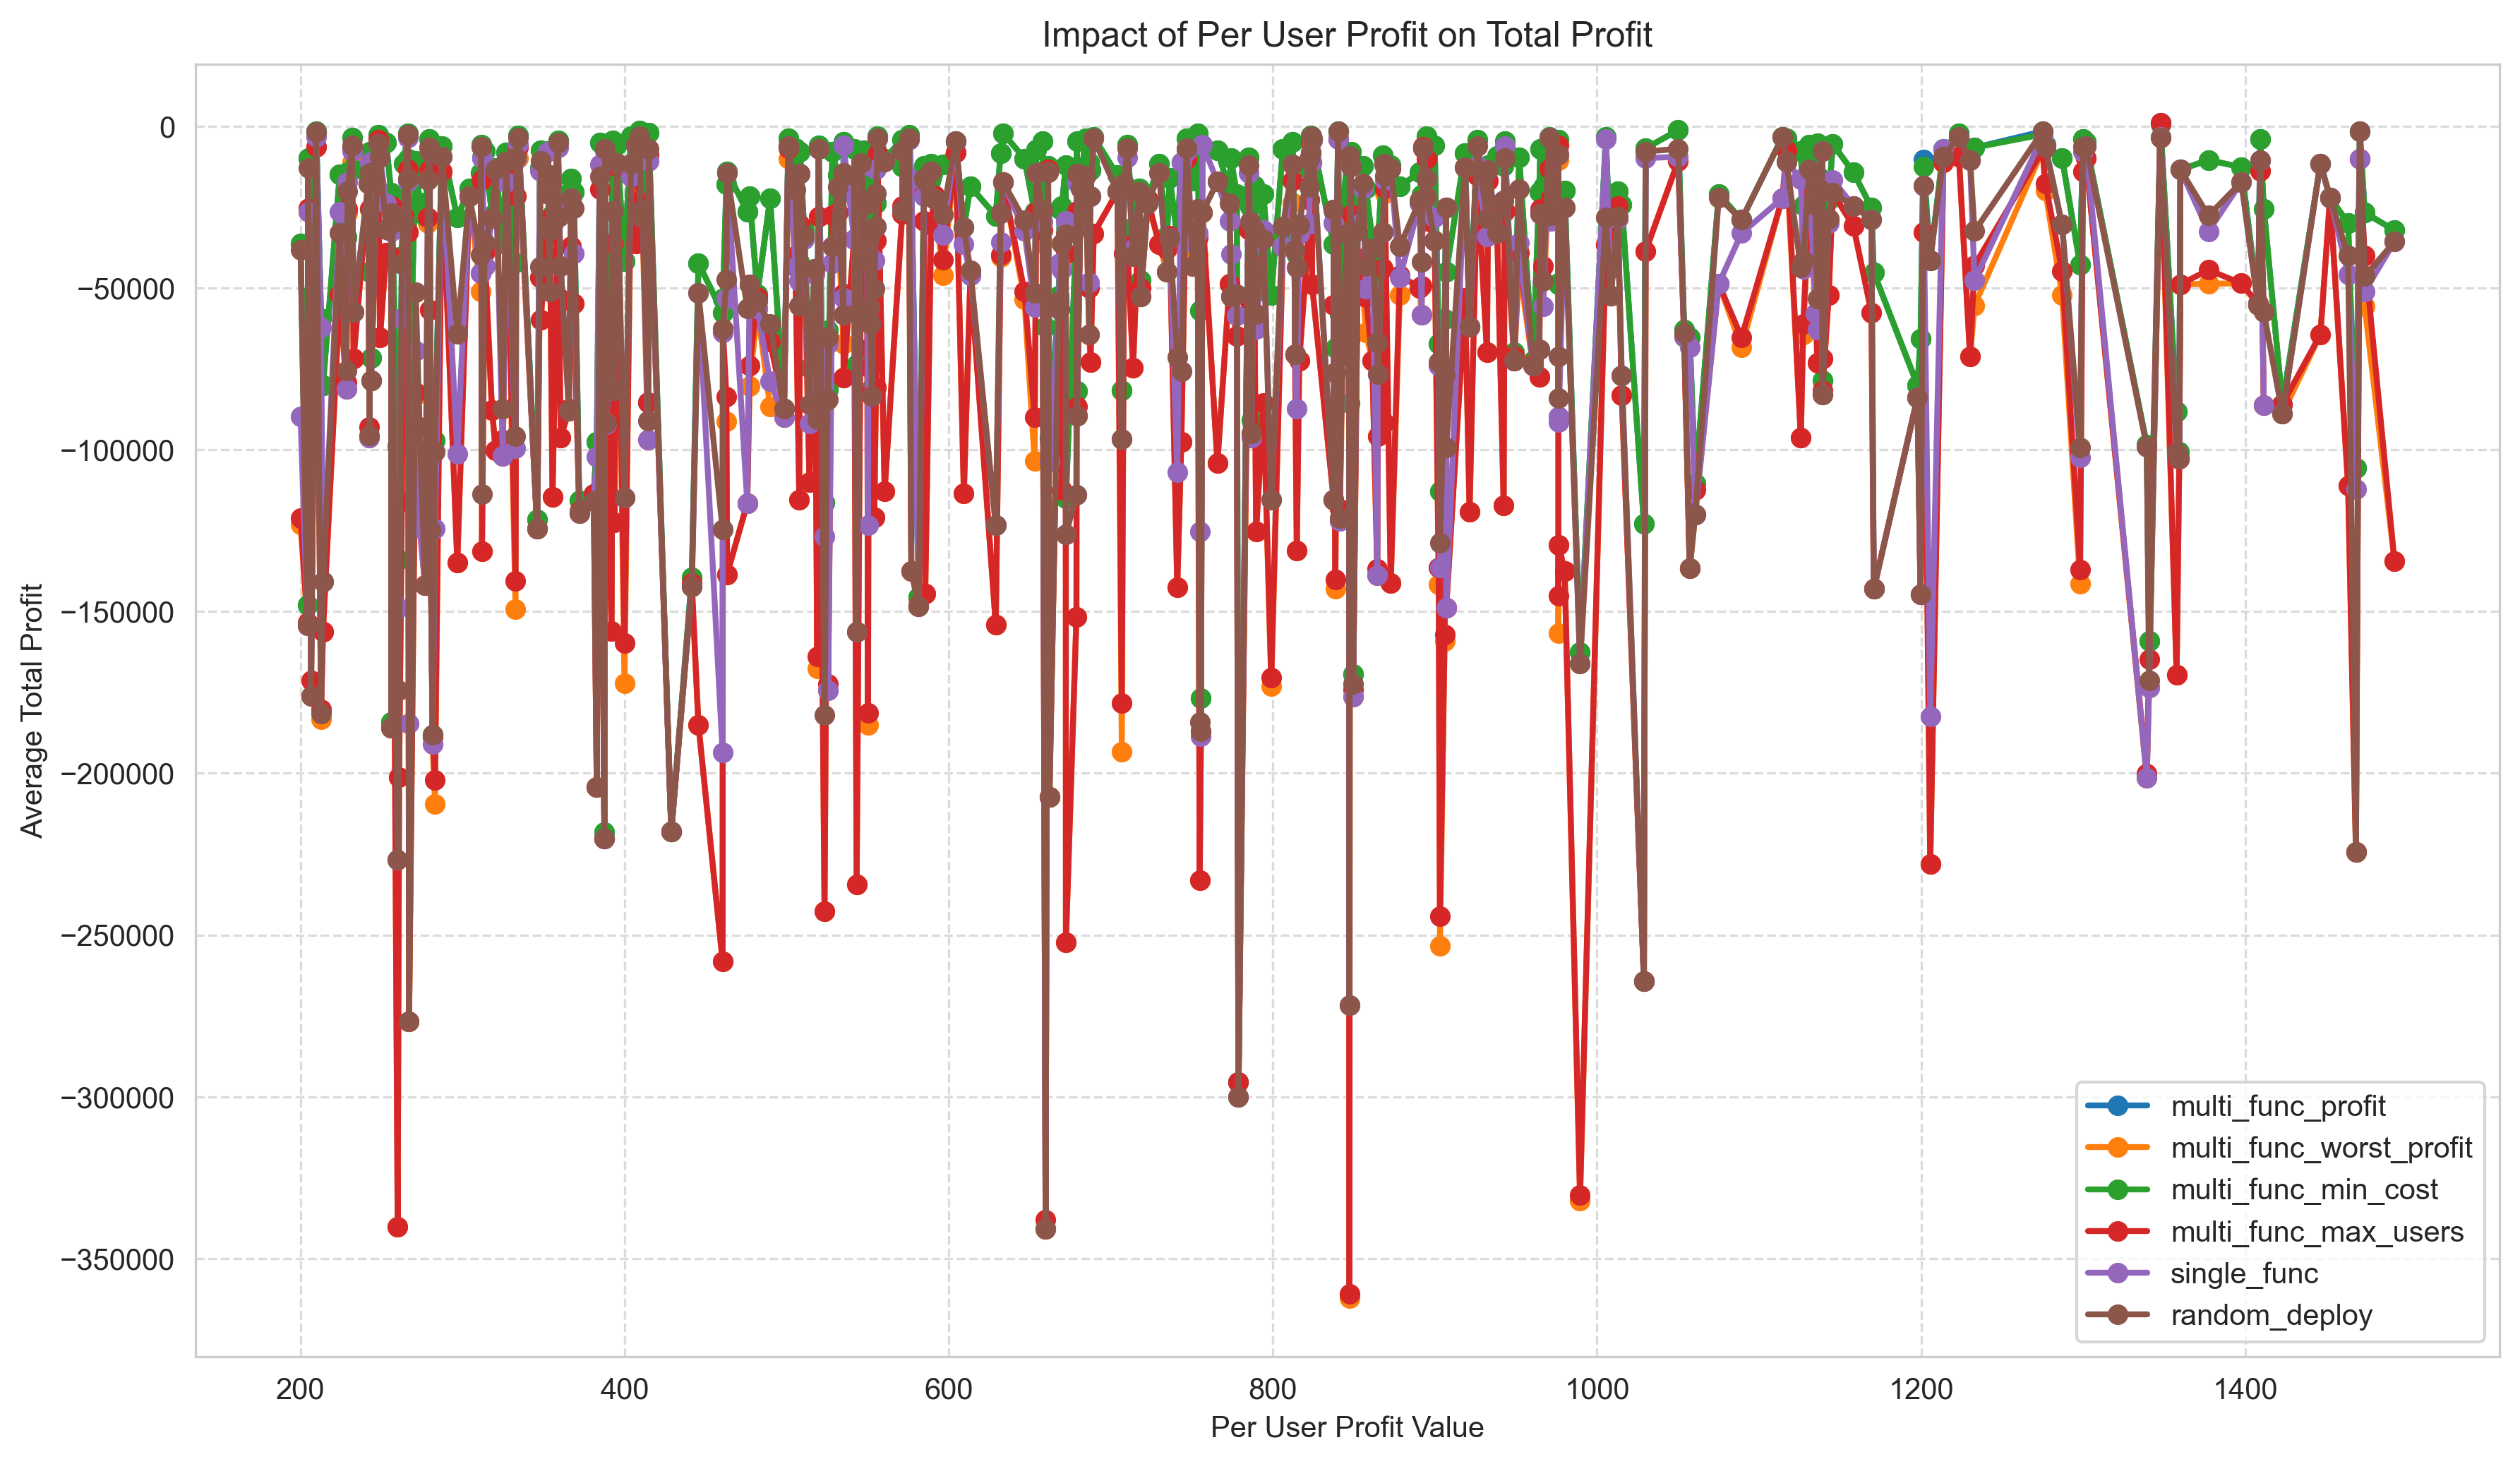 Impact of Per User Profit on Total Profit
Average Total Profit
0
−50000
−100000
−150000
−200000
−250000
−300000
−350000
200
400
600
800
1000
1200
1400
Per User Profit Value
multi_func_profit
multi_func_worst_profit
multi_func_min_cost
multi_func_max_users
single_func
random_deploy